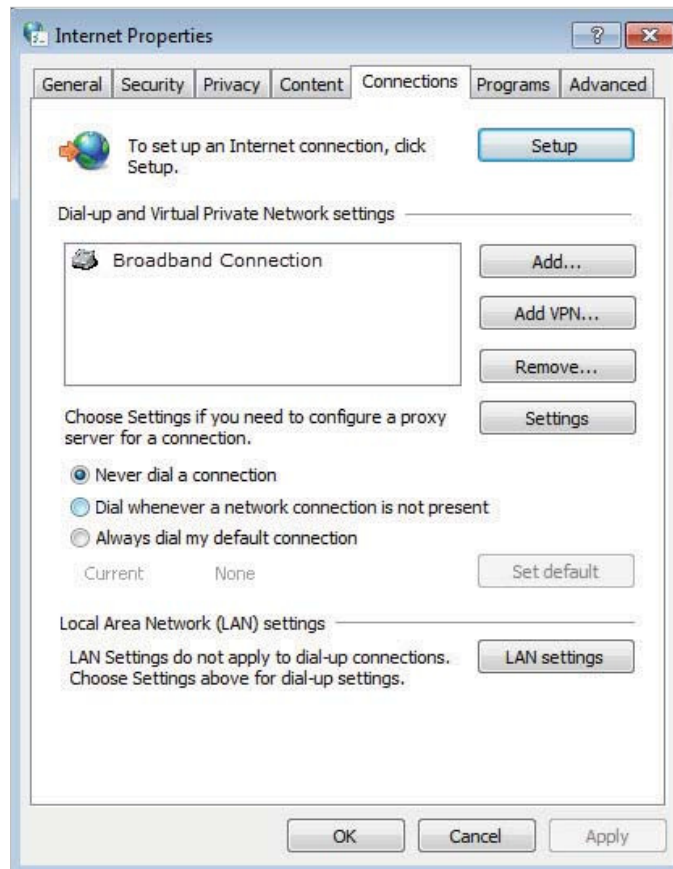 Internet Properties
General Security Privacy Content Connections Programs Advanced
To set up an Internet connection, click
Setup.
Setup
Dial-up and Virtual Private Network settings
Broadband Connection
Add...
Add VPN...
Remove...
Choose Settings if you need to configure a proxy
server for a connection.
Settings
Never dial a connection
Dial whenever a network connection is not present
Always dial my default connection
Current None
Set default
Local Area Network (LAN) settings
LAN Settings do not apply to dial-up connections.
Choose Settings above for dial-up settings.
LAN settings
OK Cancel Apply